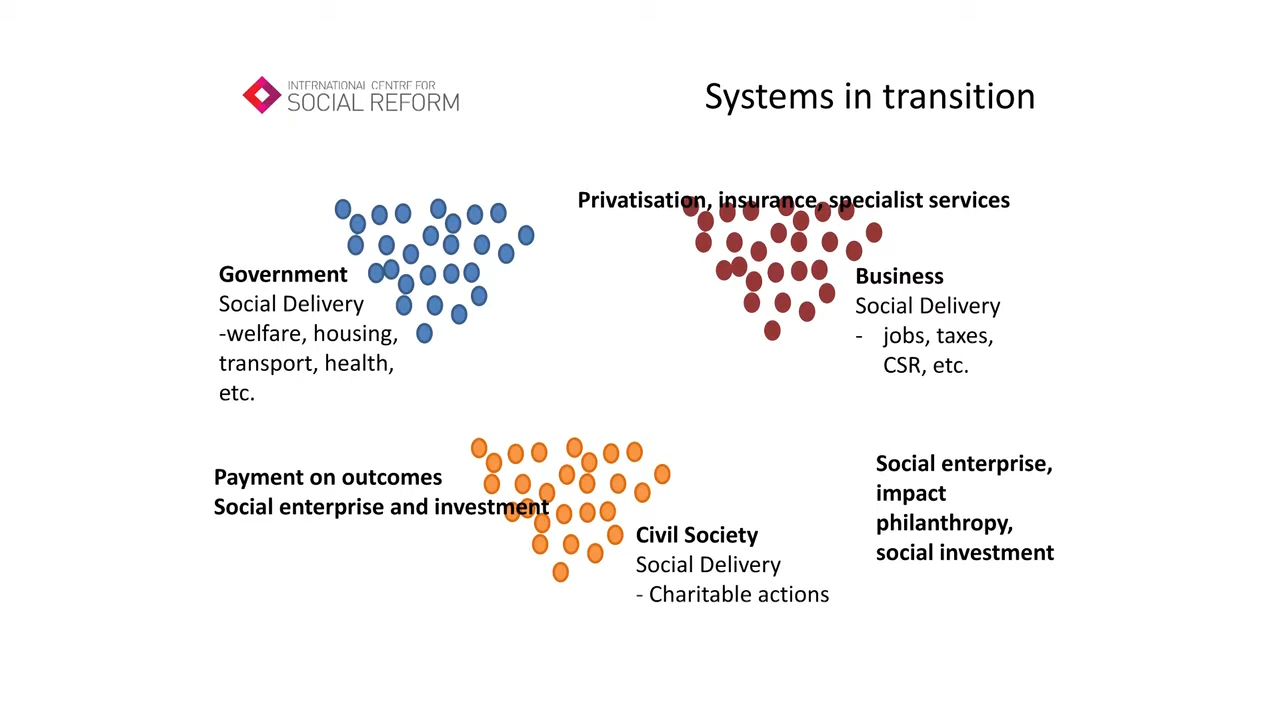 INTERNATIONAL CENTRE FOR
SOCIAL REFORM
Systems in transition
Privatisation, insurance, specialist services
Government
Social Delivery
-welfare, housing,
transport, health,
etc.
Business
Social Delivery
- jobs, taxes,
CSR, etc.
Payment on outcomes
Social enterprise and investment
Civil Society
Social Delivery
- Charitable actions
Social enterprise,
impact
philanthropy,
social investment